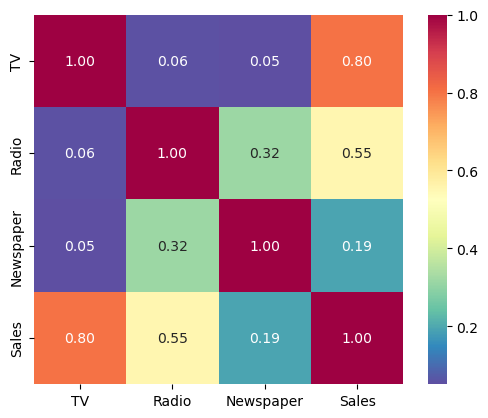 TV 1.00 0.06 0.05 0.80
Radio 0.06 1.00 0.32 0.55
Newspaper 0.05 0.32 1.00 0.19
Sales 0.80 0.55 0.19 1.00
TV Radio Newspaper Sales
1.0
0.8
0.6
0.4
0.2